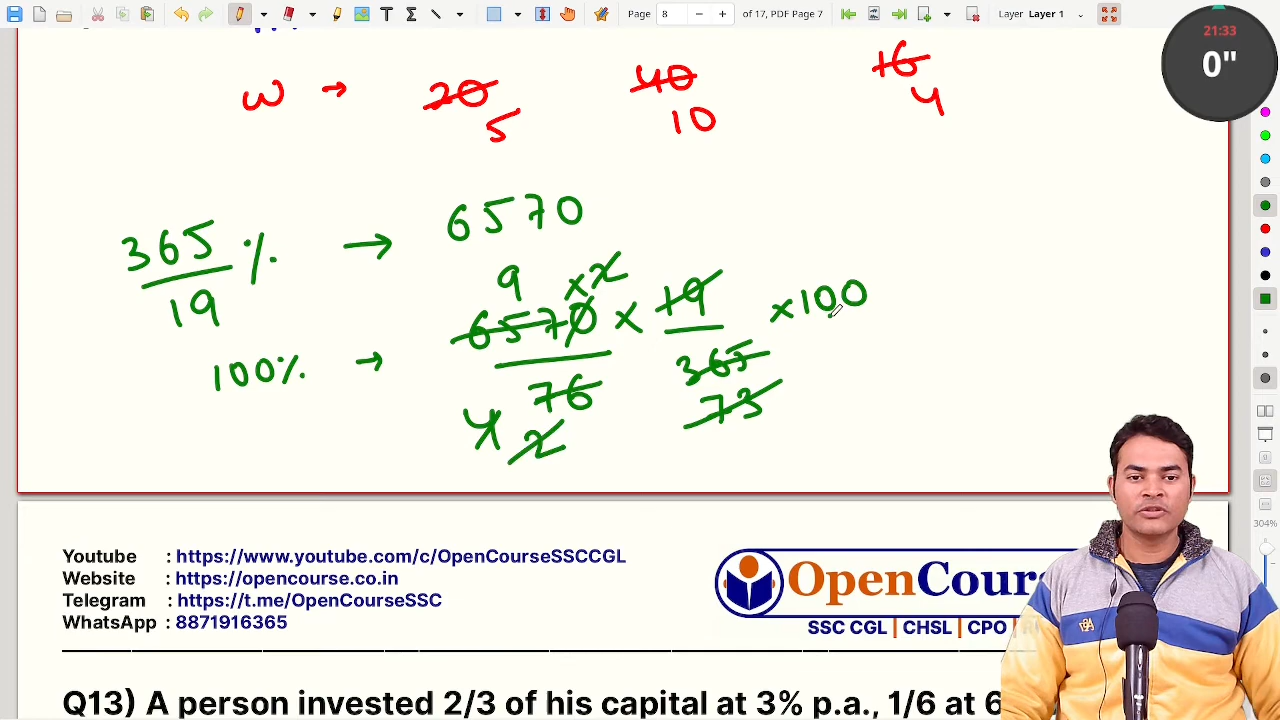 Page 8 of 17, PDF Page 7 Layer Layer 1
21:33
0"
ω → 20 40 16
5 10 4
365/19 % → 6570
9 × 2
100% → 6570/76 × 19/365 × 100
4 2 73
304%
Youtube : https://www.youtube.com/c/OpenCourseSSCCGL
Website : https://opencourse.co.in
Telegram : https://t.me/OpenCourseSSC
WhatsApp : 8871916365
OpenCour
SSC CGL | CHSL | CPO |
Q13) A person invested 2/3 of his capital at 3% p.a., 1/6 at 6